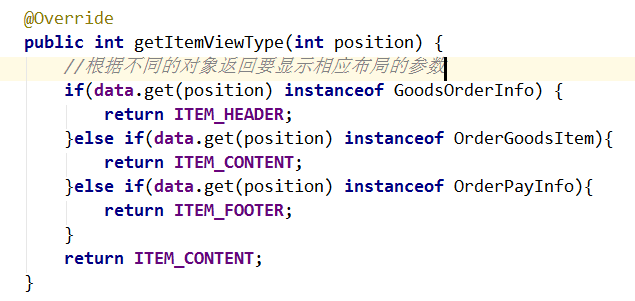 @Override
public int getItemViewType(int position) {
    //根据不同的对象返回要显示相应布局的参数
    if(data.get(position) instanceof GoodsOrderInfo) {
        return ITEM_HEADER;
    }else if(data.get(position) instanceof OrderGoodsItem){
        return ITEM_CONTENT;
    }else if(data.get(position) instanceof OrderPayInfo){
        return ITEM_FOOTER;
    }
    return ITEM_CONTENT;
}